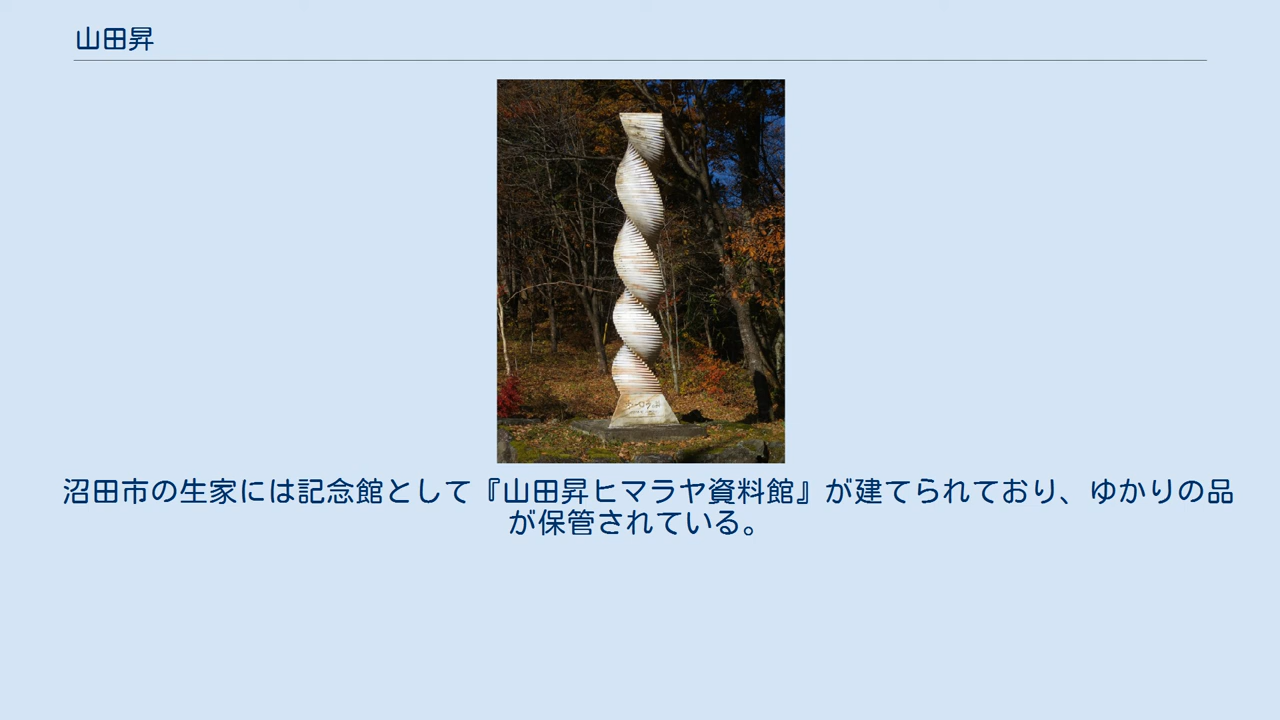 山田昇
沼田市の生家には記念館として『山田昇ヒマラヤ資料館』が建てられており、ゆかりの品
が保管されている。